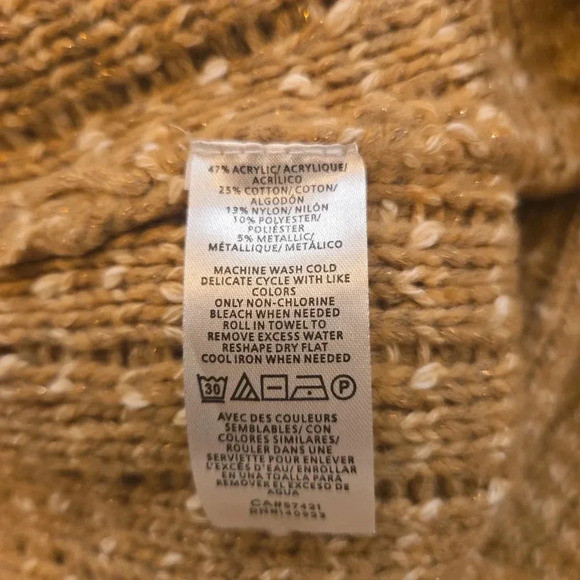 47% ACRYLIC/ ACRYLIQUE/
ACRÍLICO
25% COTTON/ COTON/
ALGODÓN
13% NYLON/ NILÓN
10% POLYESTER/
POLIÉSTER
5% METALLIC/
MÉTALLIQUE/ METÁLICO
MACHINE WASH COLD
DELICATE CYCLE WITH LIKE
COLORS
ONLY NON-CHLORINE
BLEACH WHEN NEEDED
ROLL IN TOWEL TO
REMOVE EXCESS WATER
RESHAPE DRY FLAT
COOL IRON WHEN NEEDED
30 P
AVEC DES COULEURS
SEMBLABLES/ CON
COLORES SIMILARES/
ROULER DANS UNE
SERVIETTE POUR ENLEVER
L'EXCÈS D'EAU/ ENROLLAR
EN UNA TOALLA PARA
REMOVER EL EXCESO DE
AGUA